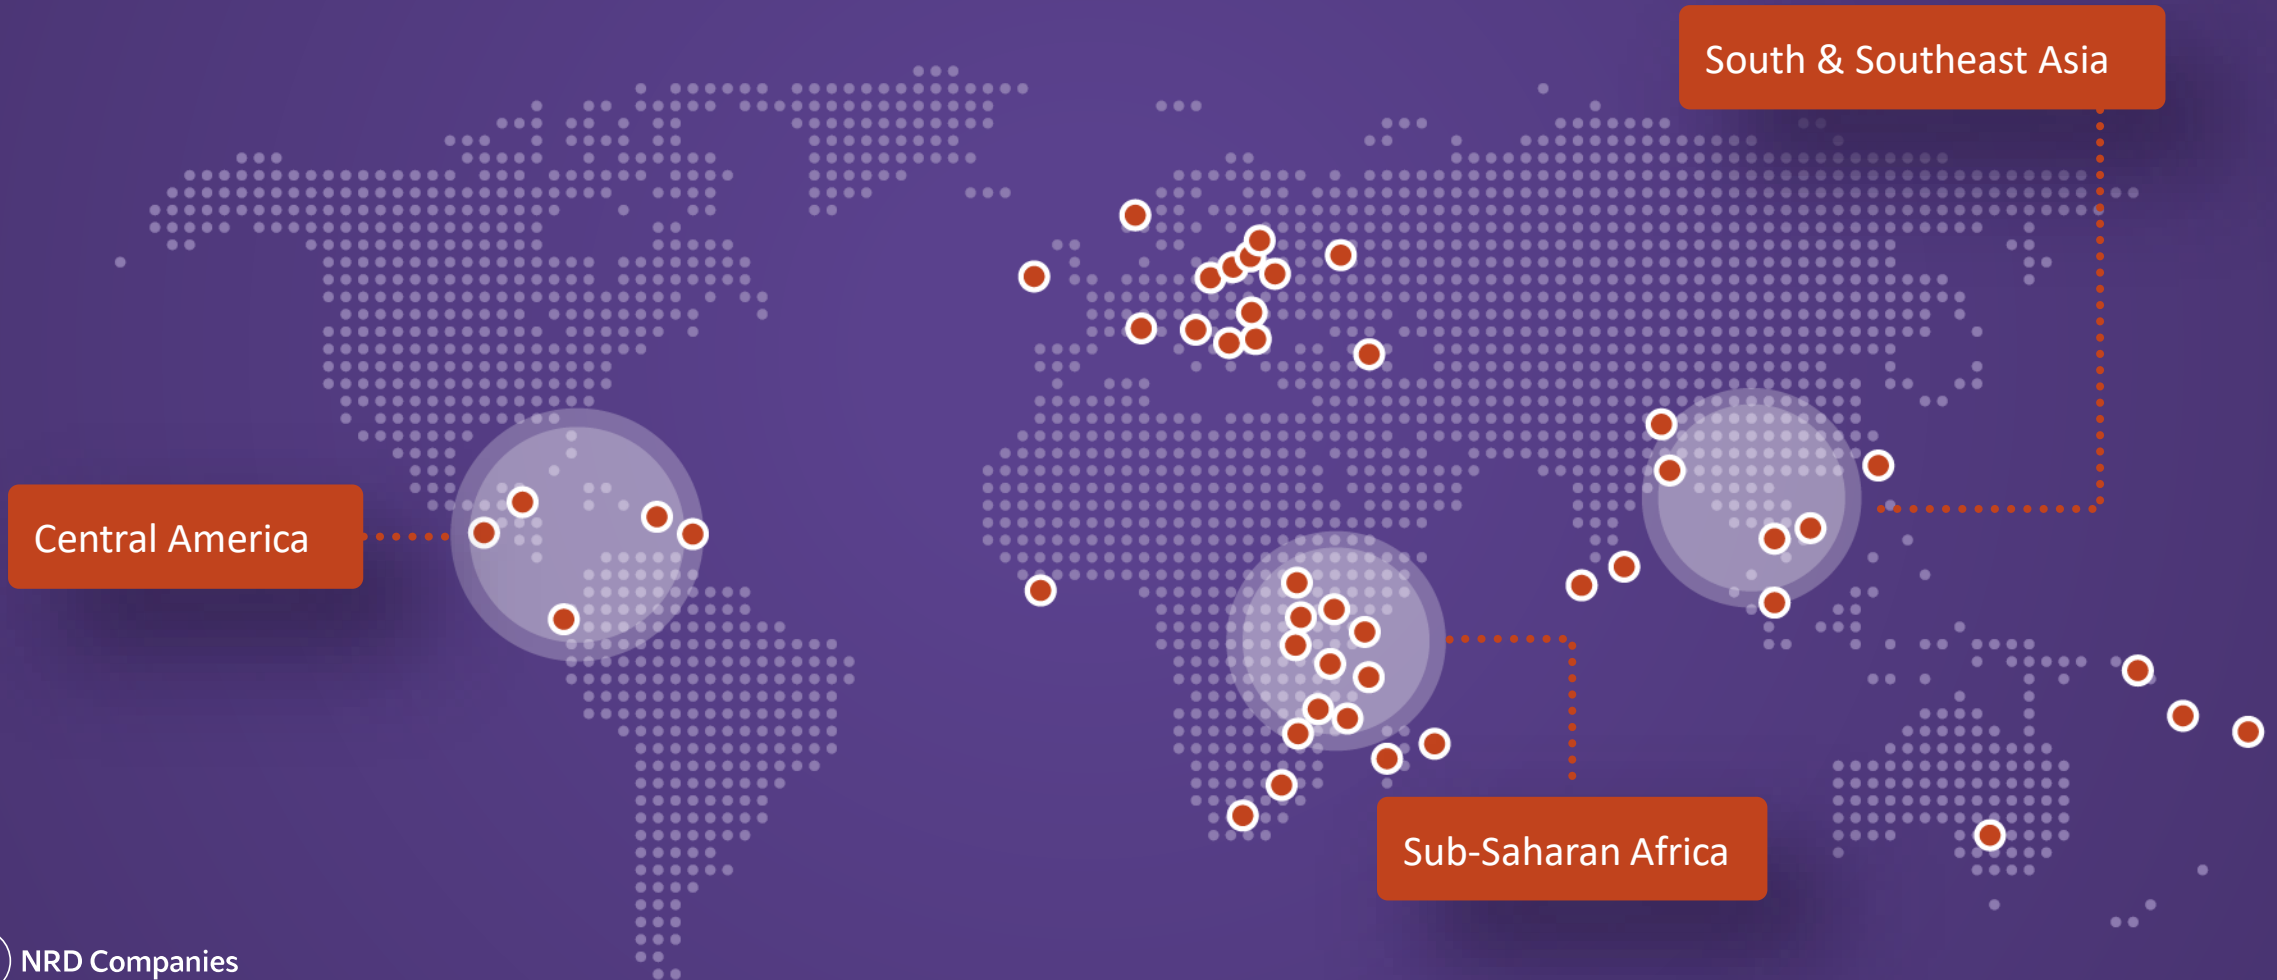 South & Southeast Asia
Central America
Sub-Saharan Africa
NRD Companies